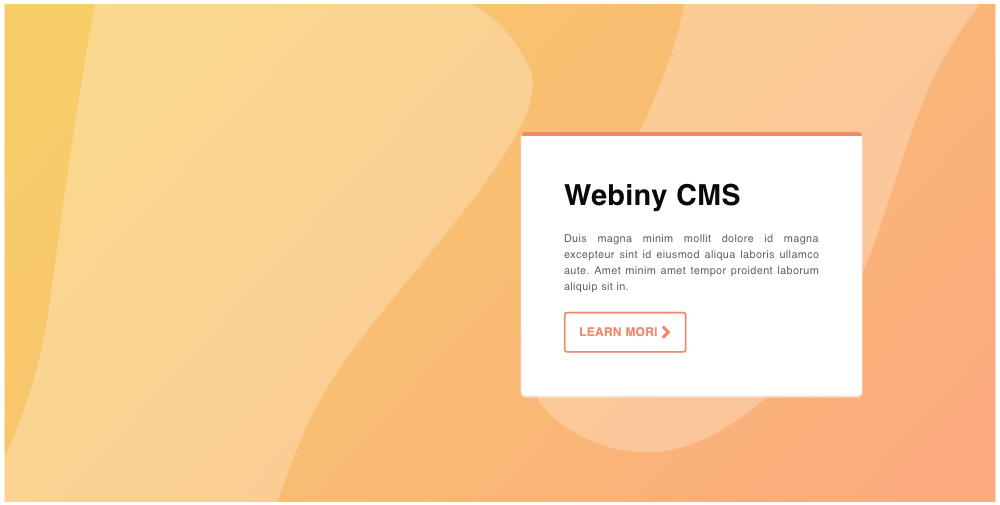 Webiny CMS
Duis magna minim mollit dolore id magna
excepteur sint id eiusmod aliqua laboris ullamco
aute. Amet minim amet tempor proident laborum
aliquip sit in.
LEARN MORI